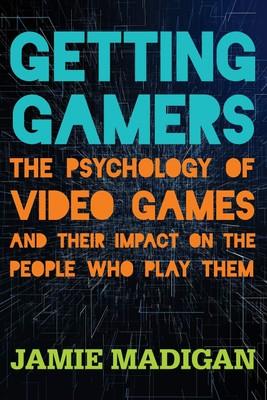 GETTING
GAMERS
THE PSYCHOLOGY OF
VIDEO GAMES
AND THEIR IMPACT ON THE
PEOPLE WHO PLAY THEM
JAMIE MADIGAN